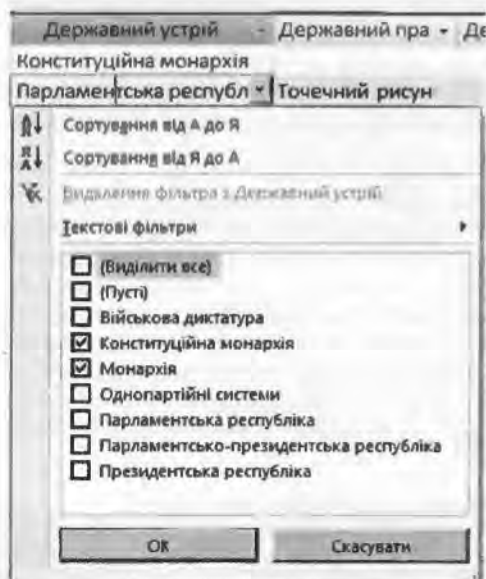 Державний устрій Державний пра Де
Конституційна монархія
Парламентська республ Точечний рисун
Сортування від А до Я
Сортування від Я до А
Видалення фільтра з Державний устрій
Текстові фільтри
(Виділити все)
(Пусті)
Військова диктатура
Конституційна монархія
Монархія
Однопартійні системи
Парламентська республіка
Парламентсько-президентська республіка
Президентська республіка
ОК Скасувати